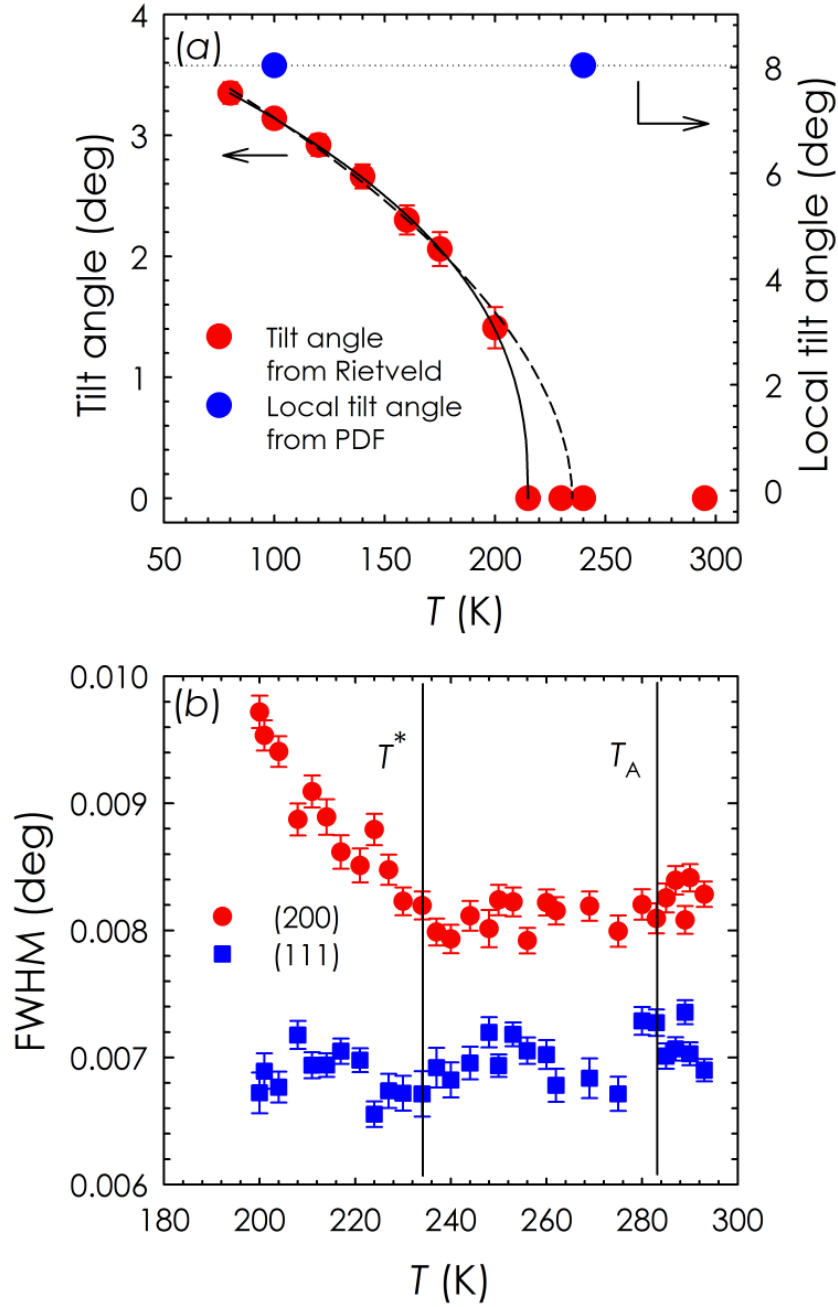 (a)
4
3
2
1
0
Tilt angle (deg)
8
6
4
2
0
Local tilt angle (deg)
Tilt angle
from Rietveld
Local tilt angle
from PDF
50 100 150 200 250 300
T (K)
(b)
0.010
0.009
0.008
0.007
0.006
FWHM (deg)
T*
T_A
(200)
(111)
180 200 220 240 260 280 300
T (K)